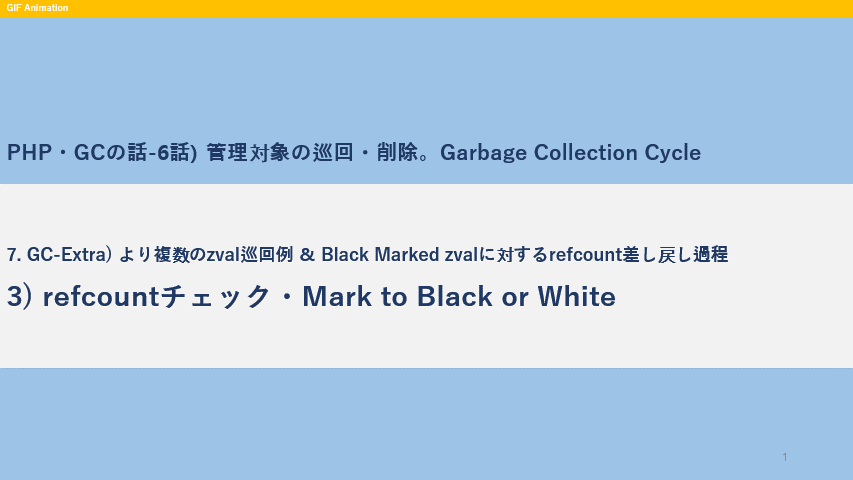 GIF Animation
PHP・GCの話-6話) 管理対象の巡回・削除。Garbage Collection Cycle
7. GC-Extra) より複数のzval巡回例 & Black Marked zvalに対するrefcount差し戻し過程
3) refcountチェック・Mark to Black or White
1